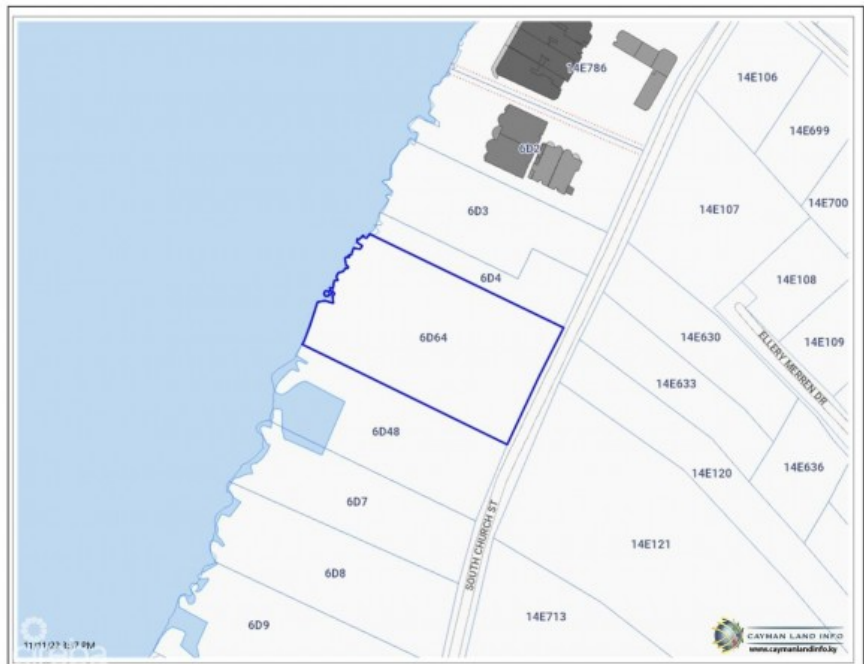 14E786
14E106
14E699
6D2
14E700
6D3
14E107
6D4
14E108
6D64
14E630
14E109
ELLERY MERREN DR
14E633
6D48
14E120
14E636
6D7
SOUTH CHURCH ST
14E121
6D8
14E713
6D9
CAYMAN LAND INFO
www.caymanlandinfo.ky